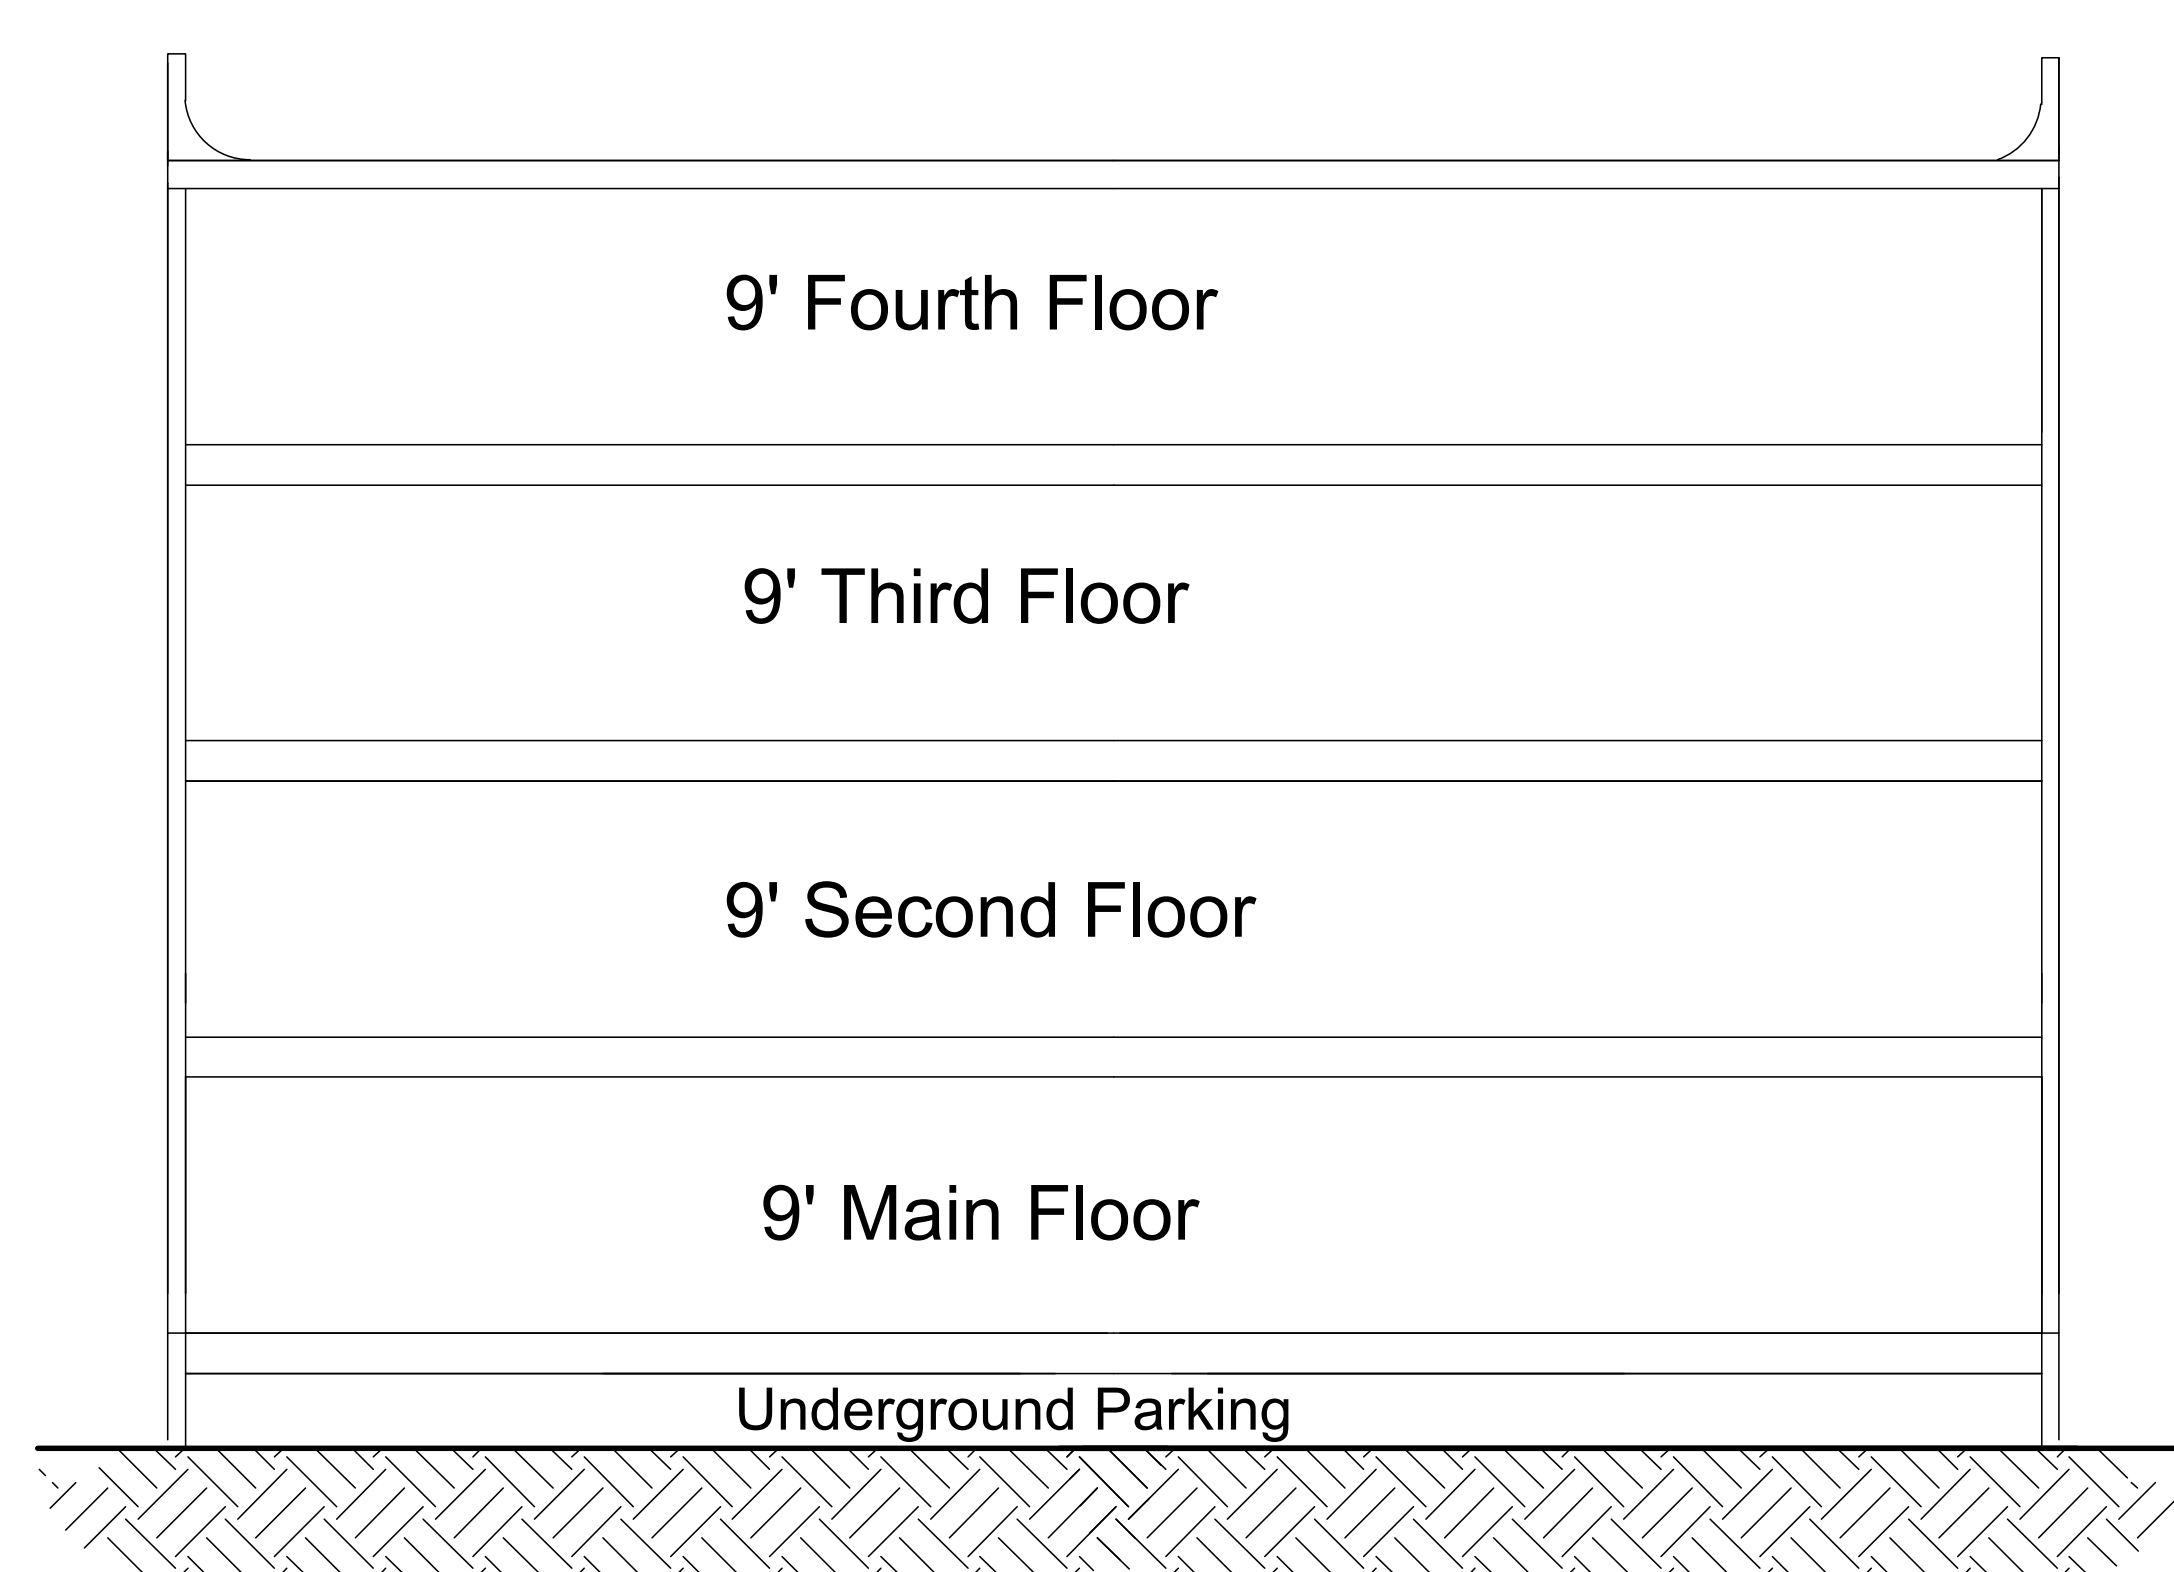 9' Fourth Floor
9' Third Floor
9' Second Floor
9' Main Floor
Underground Parking